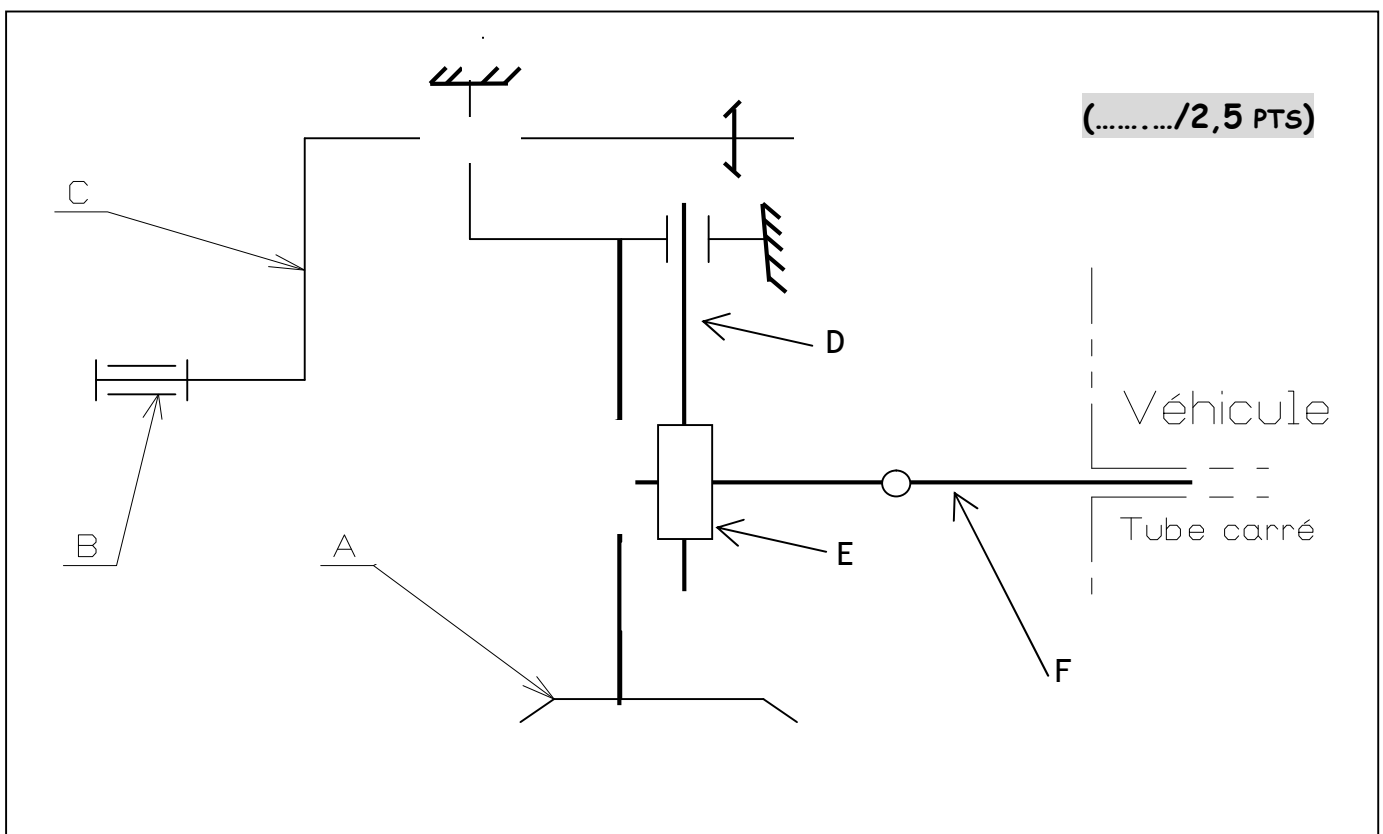 (………/2,5 PTS)
C
D
Véhicule
Tube carré
B
A
E
F